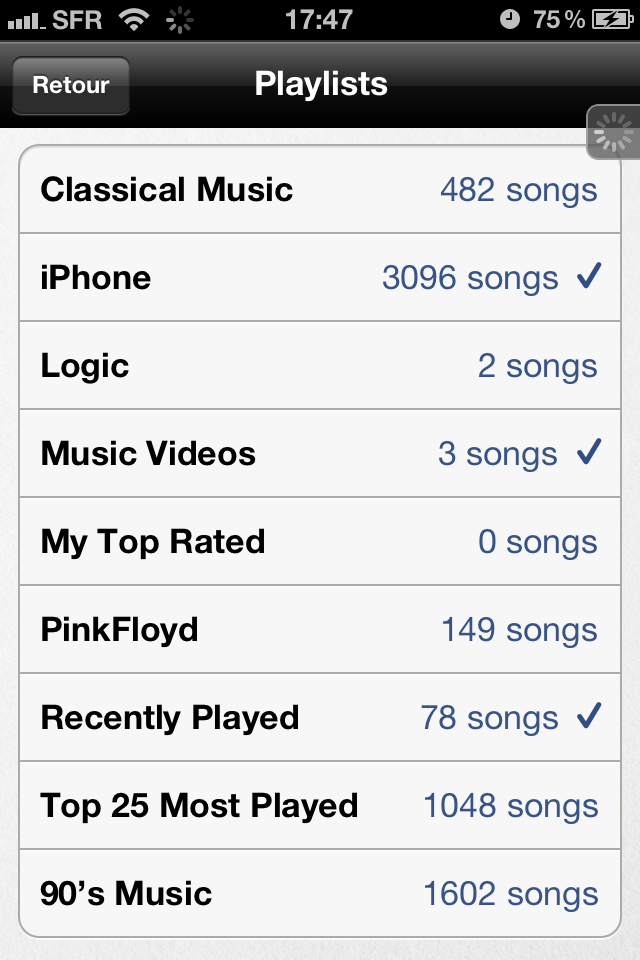 SFR 17:47 75 %
Retour Playlists
Classical Music 482 songs
iPhone 3096 songs ✓
Logic 2 songs
Music Videos 3 songs ✓
My Top Rated 0 songs
PinkFloyd 149 songs
Recently Played 78 songs ✓
Top 25 Most Played 1048 songs
90’s Music 1602 songs